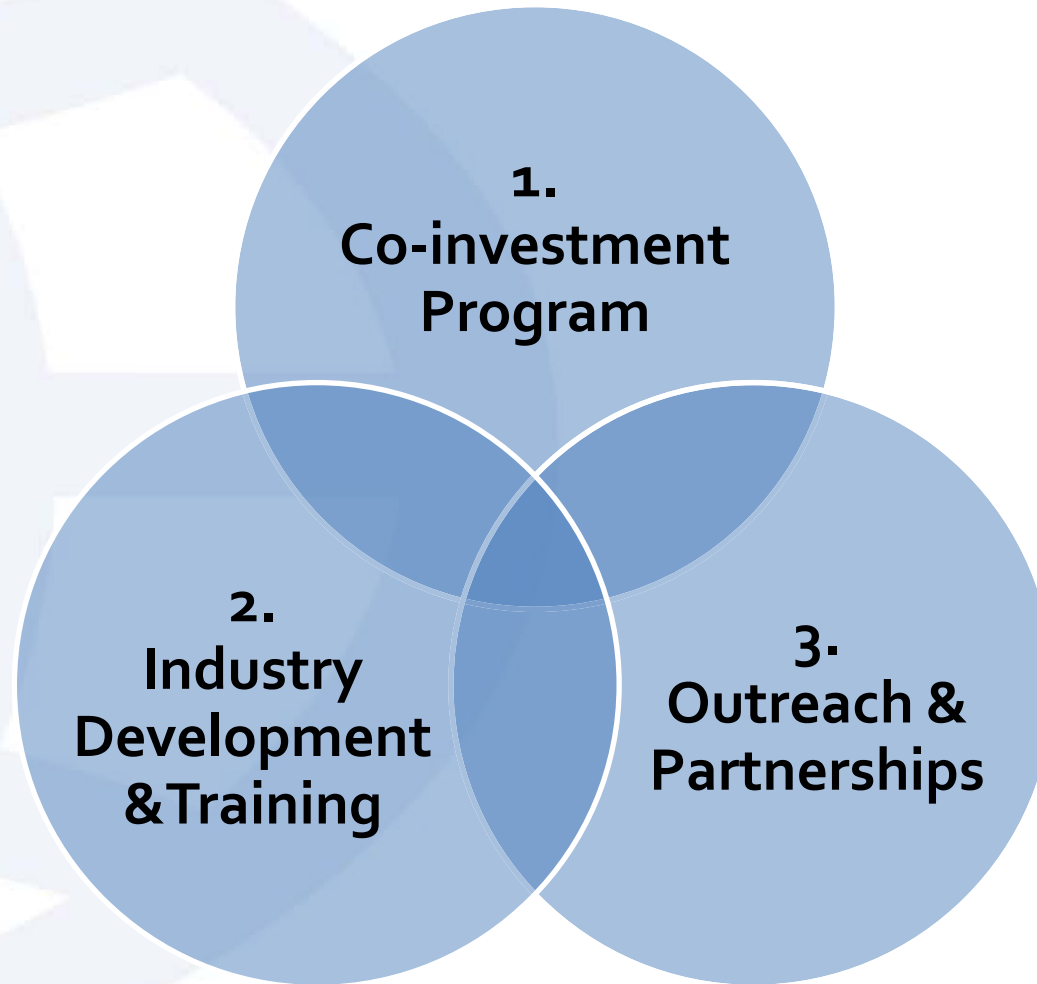 1.
Co-investment
Program
2.
Industry
Development
&Training
3.
Outreach &
Partnerships